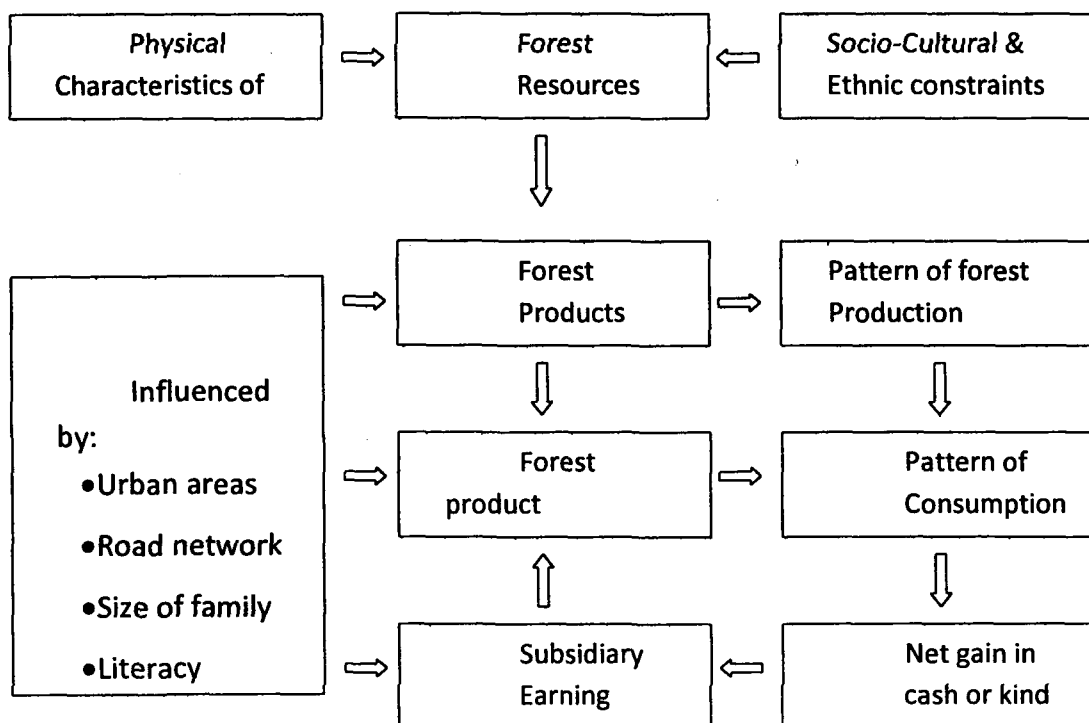 Physical
Characteristics of
Forest
Resources
Socio-Cultural &
Ethnic constraints
Forest
Products
Pattern of forest
Production
Influenced
by:
•Urban areas
•Road network
•Size of family
•Literacy
Forest
product
Pattern of
Consumption
Subsidiary
Earning
Net gain in
cash or kind